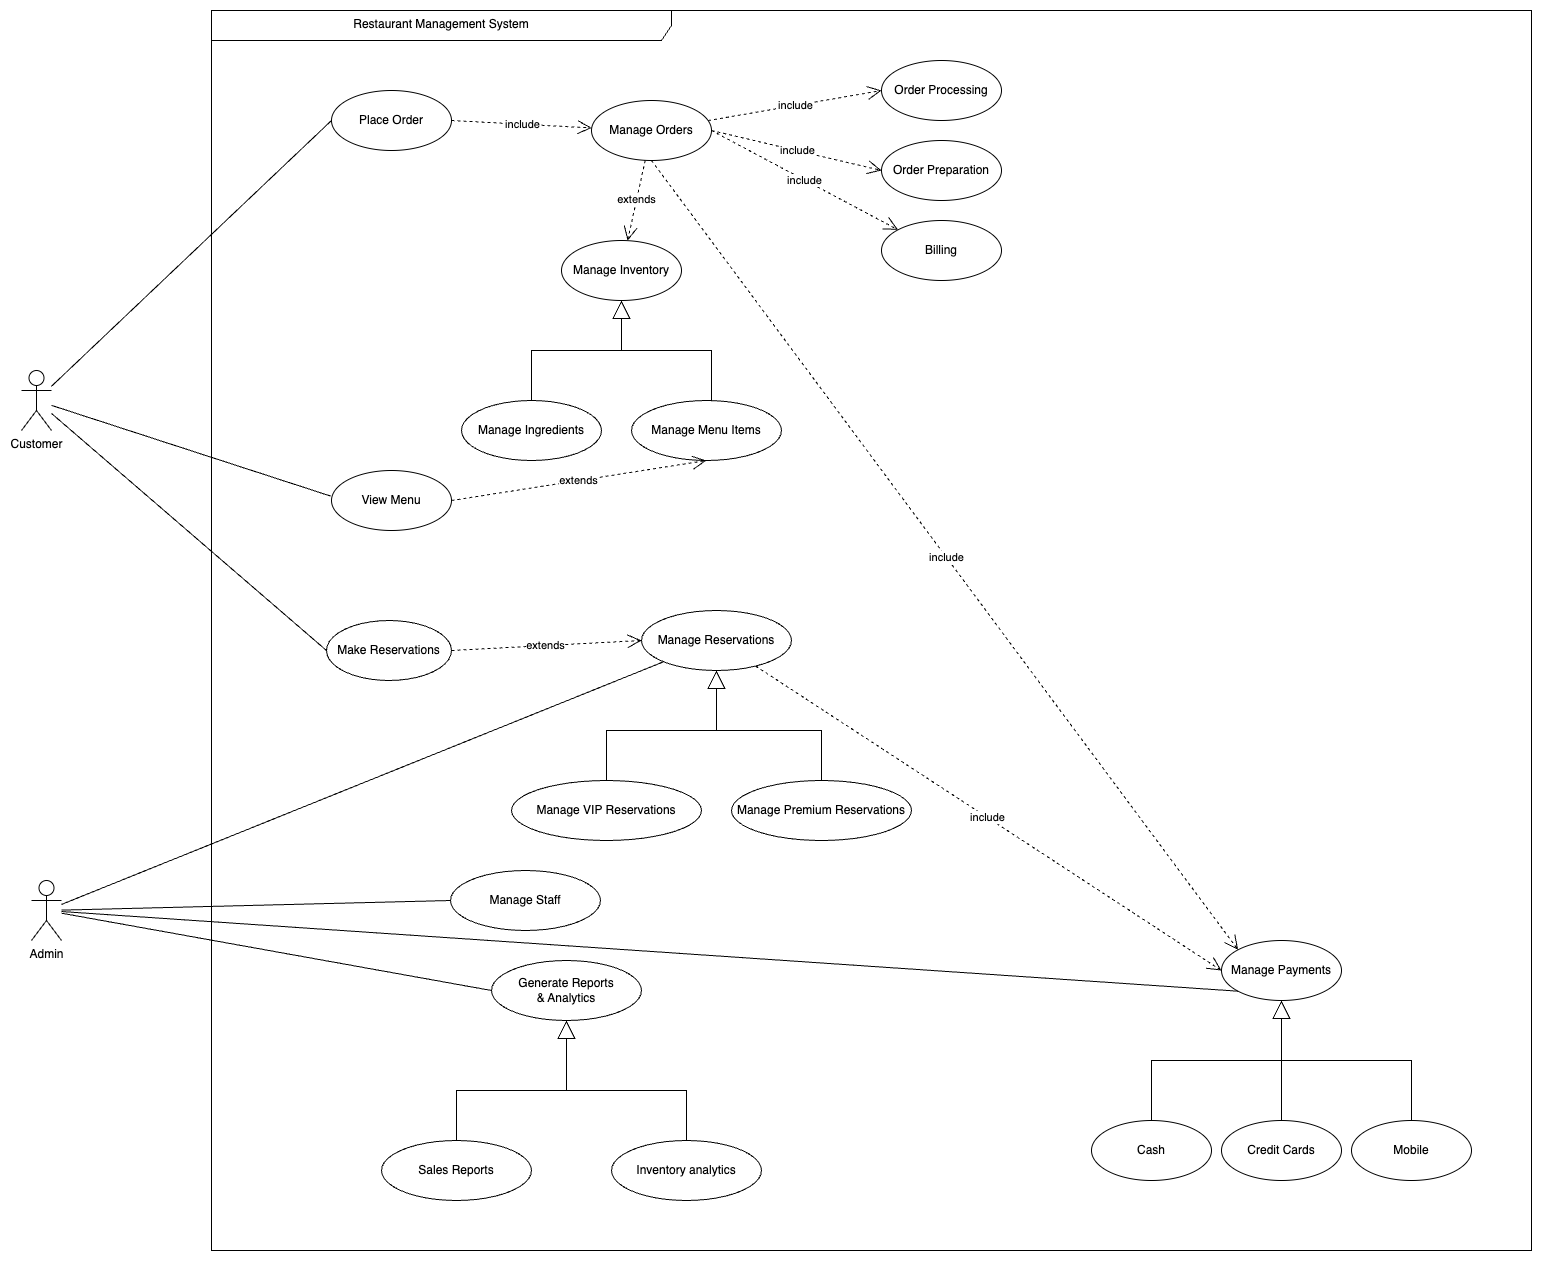 Restaurant Management System
Order Processing
include
Place Order
include
Manage Orders
include
Order Preparation
include
extends
Billing
Manage Inventory
Customer
Manage Ingredients
Manage Menu Items
extends
View Menu
include
Make Reservations
extends
Manage Reservations
Manage VIP Reservations
Manage Premium Reservations
include
Manage Staff
Admin
Generate Reports
& Analytics
Manage Payments
Cash
Credit Cards
Mobile
Sales Reports
Inventory analytics